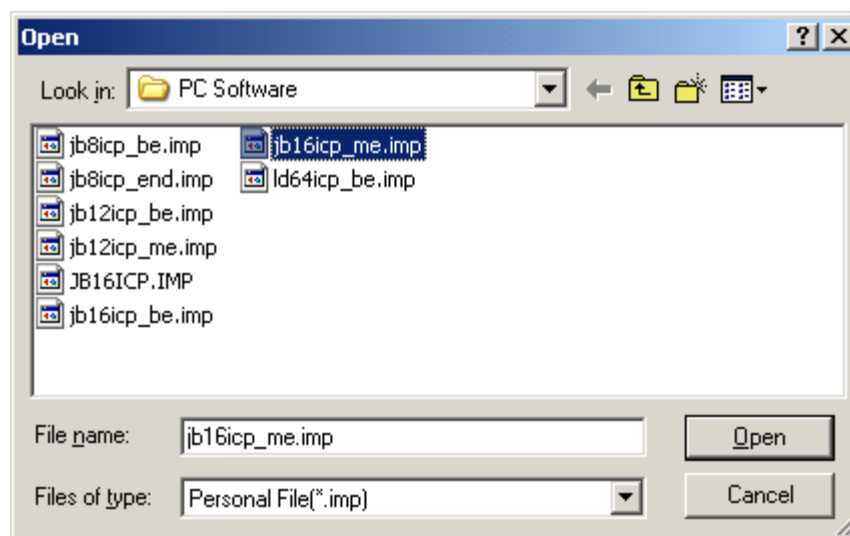 Open
Look in: PC Software
jb8icp_be.imp
jb8icp_end.imp
jb12icp_be.imp
jb12icp_me.imp
JB16ICP.IMP
jb16icp_be.imp
jb16icp_me.imp
ld64icp_be.imp
File name: jb16icp_me.imp
Open
Files of type: Personal File(*.imp)
Cancel